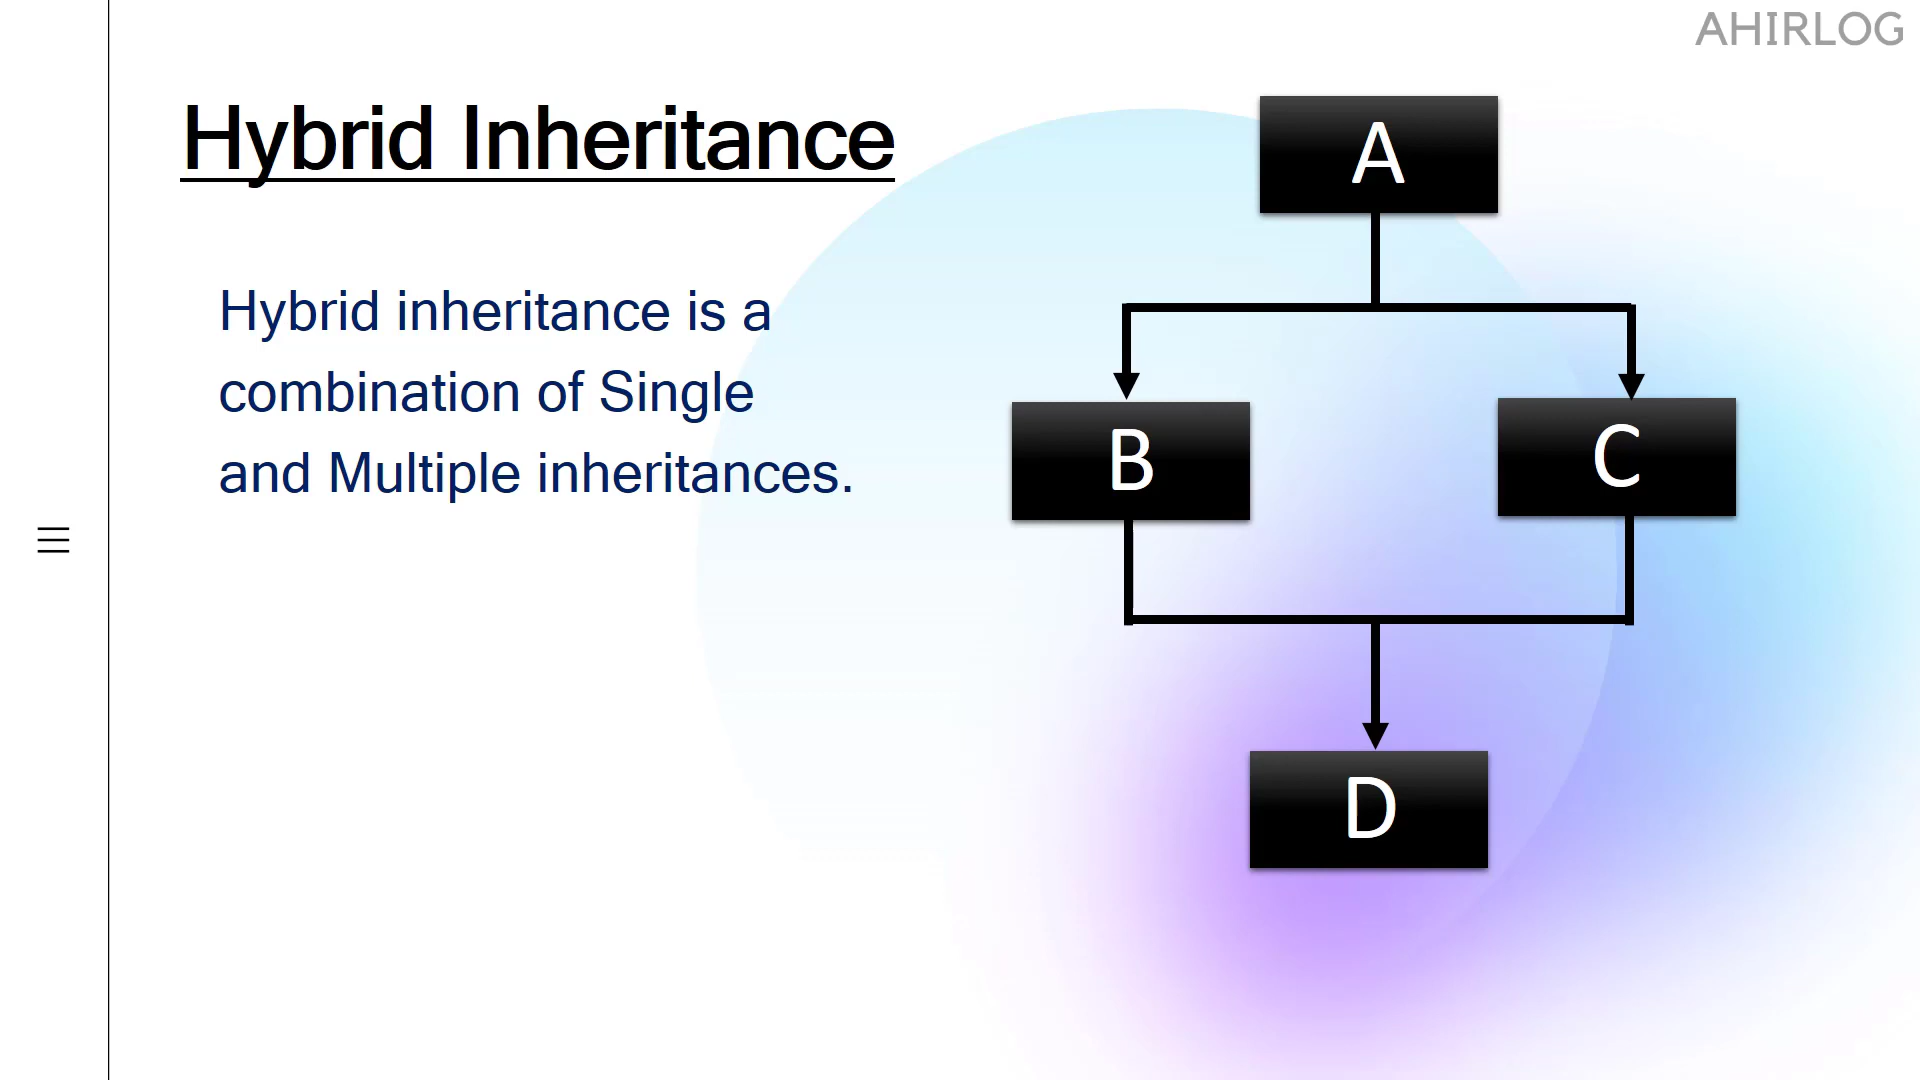 AHIRLOG
Hybrid Inheritance
Hybrid inheritance is a
combination of Single
and Multiple inheritances.
A
B
C
D